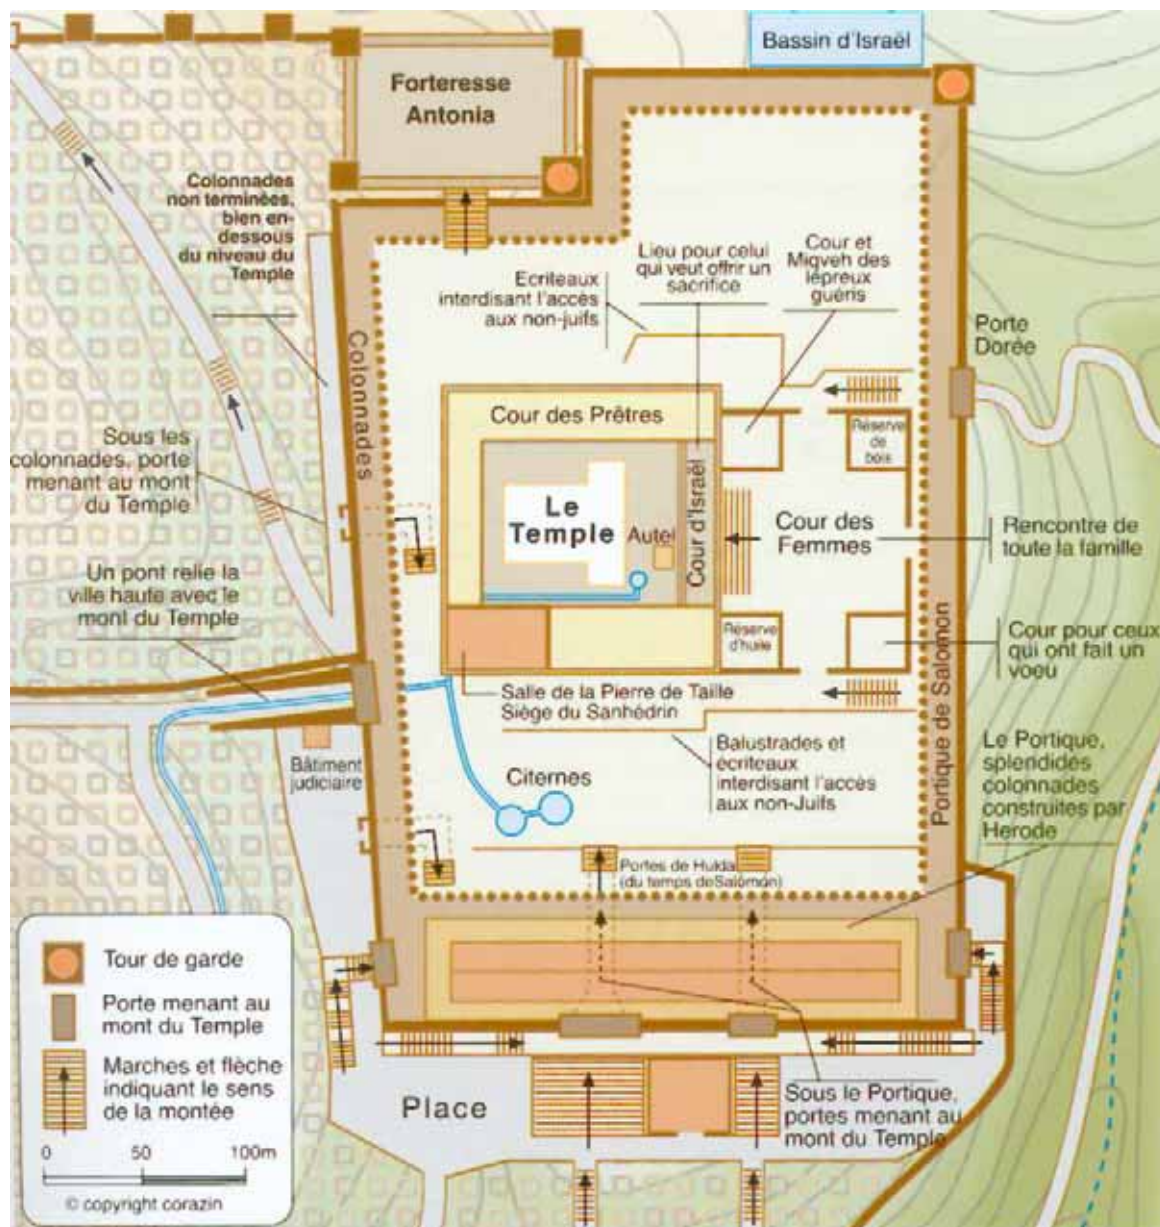 Bassin d'Israël
Forteresse
Antonia
Colonnades
non terminées,
bien en-
dessous
du niveau du
Temple
Ecriteaux
interdisant l'accès
aux non-juifs
Lieu pour celui
qui veut offrir un
sacrifice
Cour et
Miqveh des
lépreux
guéris
Porte
Dorée
Colonnades
Cour des Prêtres
Réserve
de
bois
Sous les
colonnades, porte
menant au mont
du Temple
Le
Temple
Autel
Cour d'Israël
Cour des
Femmes
Rencontre de
toute la famille
Un pont relie la
ville haute avec le
mont du Temple
Réserve
d'huile
Cour pour ceux
qui ont fait un
voeu
Salle de la Pierre de Taille
Siège du Sanhédrin
Portique de Salomon
Bâtiment
judiciaire
Citernes
Balustrades et
écriteaux
interdisant l'accès
aux non-Juifs
Le Portique,
splendides
colonnades
construites par
Herode
Portes de Hulda
(du temps de Salomon)
Tour de garde
Porte menant au
mont du Temple
Marches et flèche
indiquant le sens
de la montée
0 50 100m
© copyright corazin
Place
Sous le Portique,
portes menant au
mont du Temple